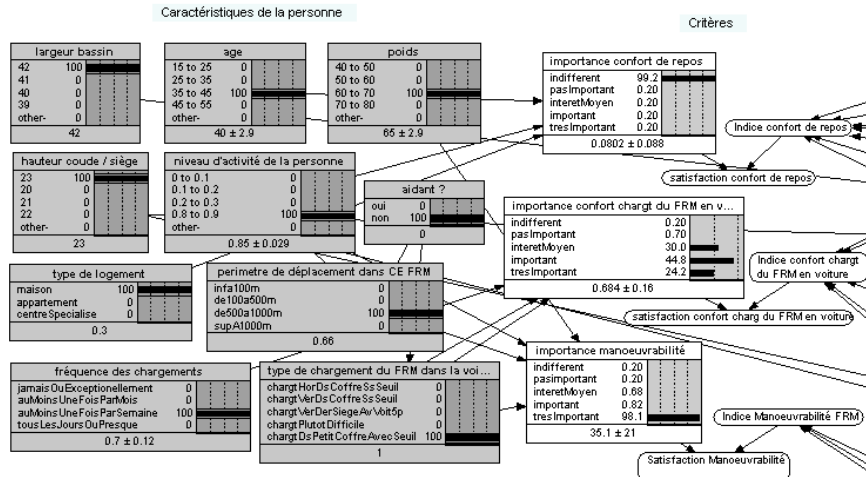 Caractéristiques de la personne
Critères
largeur bassin
42 100
41 0
40 0
39 0
other- 0
42
age
15 to 25 0
25 to 35 0
35 to 45 100
45 to 55 0
other- 0
40 ± 2.9
poids
40 to 50 0
50 to 60 0
60 to 70 100
70 to 80 0
other- 0
65 ± 2.9
importance confort de repos
indifferent 99.2
pasImportant 0.20
interetMoyen 0.20
important 0.20
tresImportant 0.20
0.0802 ± 0.088
Indice confort de repos
satisfaction confort de repos
hauteur coude / siège
23 100
20 0
21 0
22 0
other- 0
23
niveau d'activité de la personne
0 to 0.1 0
0.1 to 0.2 0
0.2 to 0.3 0
0.8 to 0.9 100
other- 0
0.85 ± 0.029
aidant ?
oui 0
non 100
0
importance confort chargt du FRM en v...
indifferent 0.20
pasImportant 0.70
interetMoyen 30.0
important 44.8
tresImportant 24.2
0.684 ± 0.16
Indice confort chargt
du FRM en voiture
satisfaction confort charg du FRM en voiture
type de logement
maison 100
appartement 0
centreSpecialise 0
0.3
perimetre de déplacement dans CE FRM
infa100m 0
de100a500m 0
de500a1000m 100
supA1000m 0
0.66
fréquence des chargements
jamaisOuExceptionellement 0
auMoinsUneFoisParMois 0
auMoinsUneFoisParSemaine 100
tousLesJoursOuPresque 0
0.7 ± 0.12
type de chargement du FRM dans la voi...
chargtHorDsCoffreSsSeuil 0
chargtVerDsCoffreSsSeuil 0
chargtVerDerSiegeAvVoit5p 0
chargtPlutotDifficile 0
chargtDsPetitCoffreAvecSeuil 100
1
importance manoeuvrabilité
indifferent 0.20
pasimportant 0.20
interetMoyen 0.68
important 0.82
tresImportant 98.1
35.1 ± 21
Indice Manoeuvrabilité FRM
Satisfaction Manoeuvrabilité